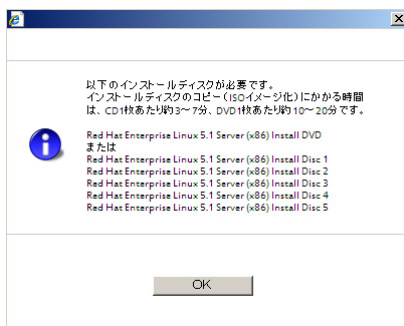 以下のインストールディスクが必要です。
インストールディスクのコピー(ISOイメージ化)にかかる時間
は、CD1枚あたり約3～7分、DVD1枚あたり約10～20分です。
Red Hat Enterprise Linux 5.1 Server (x86) Install DVD
または
Red Hat Enterprise Linux 5.1 Server (x86) Install Disc 1
Red Hat Enterprise Linux 5.1 Server (x86) Install Disc 2
Red Hat Enterprise Linux 5.1 Server (x86) Install Disc 3
Red Hat Enterprise Linux 5.1 Server (x86) Install Disc 4
Red Hat Enterprise Linux 5.1 Server (x86) Install Disc 5
OK